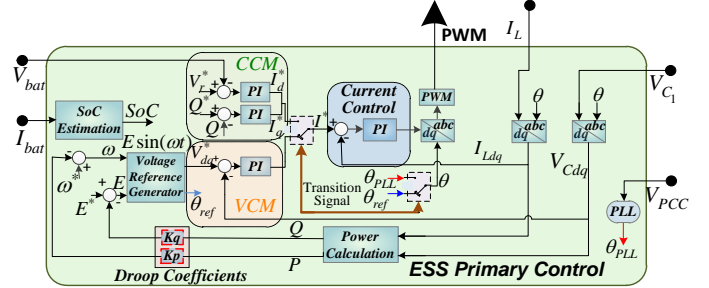 PWM
I_L
V_bat
CCM
V_r^*
I_d^*
PI
Q^*
PI
Q
I_q^*
I^*
Current
Control
PI
PWM
abc
dq
θ
abc
dq
θ
abc
dq
V_C1
I_bat
SoC
Estimation
SoC
ω
E sin(ωt)
Voltage
Reference
Generator
V_dq^*
PI
VCM
θ_ref
ω^*
E
E^*
Transition
Signal
θ_PLL
θ_ref
θ
I_Ldq
V_Cdq
V_PCC
PLL
θ_PLL
Kq
Kp
Q
P
Power
Calculation
Droop Coefficients
ESS Primary Control